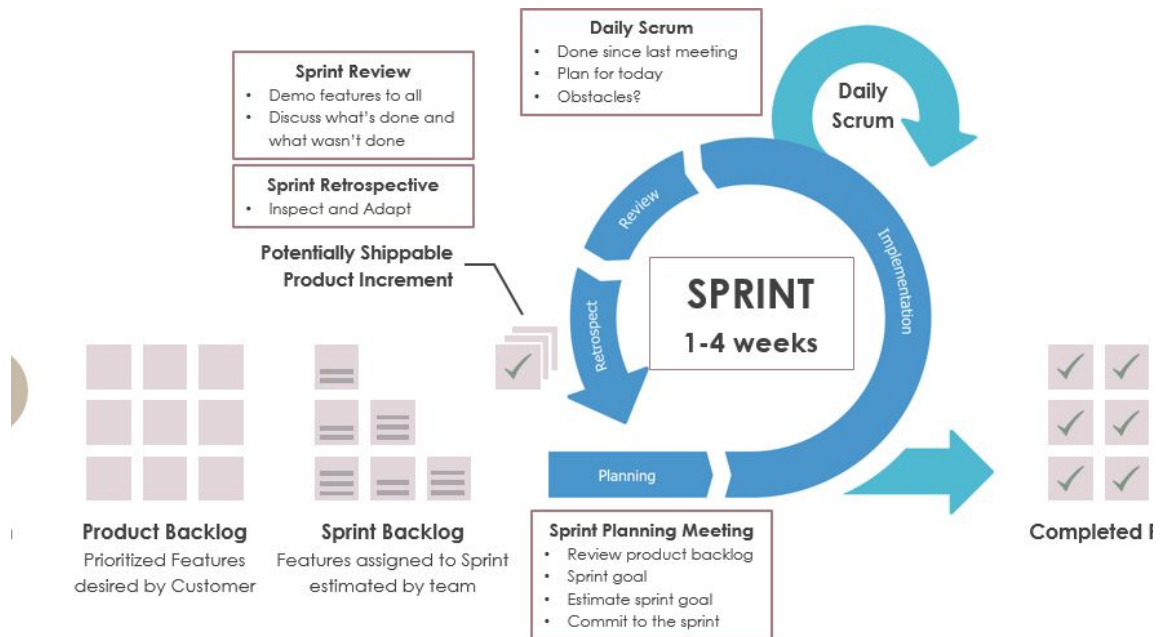 Daily Scrum
• Done since last meeting
• Plan for today
• Obstacles?
Sprint Review
• Demo features to all
• Discuss what's done and
what wasn't done
Sprint Retrospective
• Inspect and Adapt
Potentially Shippable
Product Increment
Daily
Scrum
Review
Retrospect
Implementation
SPRINT
1-4 weeks
Planning
Product Backlog
Prioritized Features
desired by Customer
Sprint Backlog
Features assigned to Sprint
estimated by team
Sprint Planning Meeting
• Review product backlog
• Sprint goal
• Estimate sprint goal
• Commit to the sprint
Completed